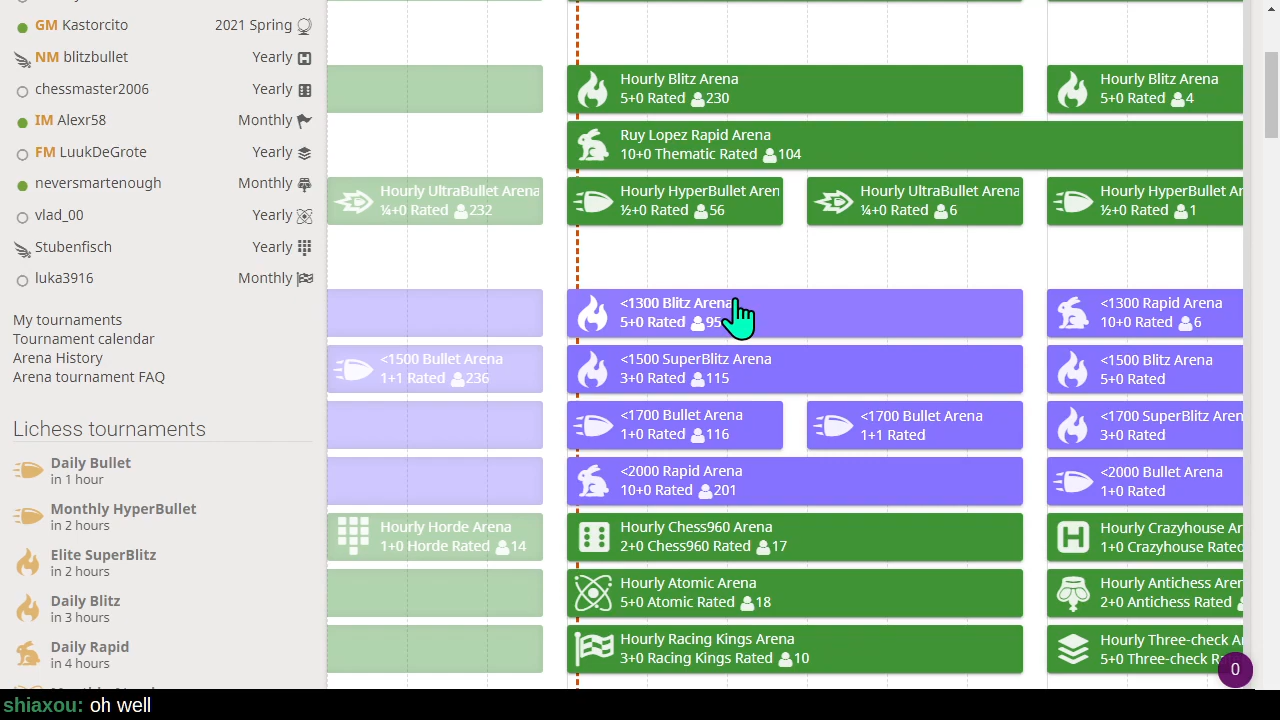 GM Kastorcito 2021 Spring
NM blitzbullet Yearly
chessmaster2006 Yearly
IM Alexr58 Monthly
FM LuukDeGrote Yearly
neversmartenough Monthly
vlad_00 Yearly
Stubenfisch Yearly
luka3916 Monthly
My tournaments
Tournament calendar
Arena History
Arena tournament FAQ
Lichess tournaments
Daily Bullet
in 1 hour
Monthly HyperBullet
in 2 hours
Elite SuperBlitz
in 2 hours
Daily Blitz
in 3 hours
Daily Rapid
in 4 hours
Hourly Blitz Arena
5+0 Rated 230
Hourly Blitz Arena
5+0 Rated 4
Ruy Lopez Rapid Arena
10+0 Thematic Rated 104
Hourly UltraBullet Arena
¼+0 Rated 232
Hourly HyperBullet Aren
½+0 Rated 56
Hourly UltraBullet Arena
¼+0 Rated 6
Hourly HyperBullet Ar
½+0 Rated 1
<1300 Blitz Arena
5+0 Rated 95
<1300 Rapid Arena
10+0 Rated 6
<1500 Bullet Arena
1+1 Rated 236
<1500 SuperBlitz Arena
3+0 Rated 115
<1500 Blitz Arena
5+0 Rated
<1700 Bullet Arena
1+0 Rated 116
<1700 Bullet Arena
1+1 Rated
<1700 SuperBlitz Aren
3+0 Rated
<2000 Rapid Arena
10+0 Rated 201
<2000 Bullet Arena
1+0 Rated
Hourly Horde Arena
1+0 Horde Rated 14
Hourly Chess960 Arena
2+0 Chess960 Rated 17
Hourly Crazyhouse Ar
1+0 Crazyhouse Rated
Hourly Atomic Arena
5+0 Atomic Rated 18
Hourly Antichess Aren
2+0 Antichess Rated
Hourly Racing Kings Arena
3+0 Racing Kings Rated 10
Hourly Three-check A
5+0 Three-check R
0
shiaxou: oh well